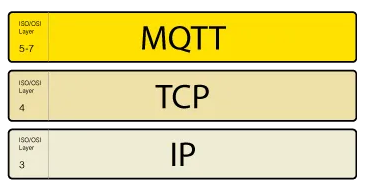 ISO/OSI
Layer
5-7
MQTT
ISO/OSI
Layer
4
TCP
ISO/OSI
Layer
3
IP